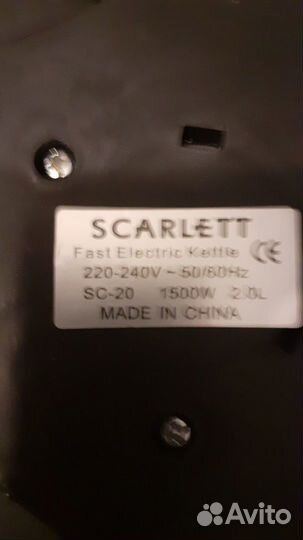 SCARLETT
Fast Electric Kettle CE
220-240V ~ 50/60Hz
SC-20 1500W 2.0L
MADE IN CHINA
Avito